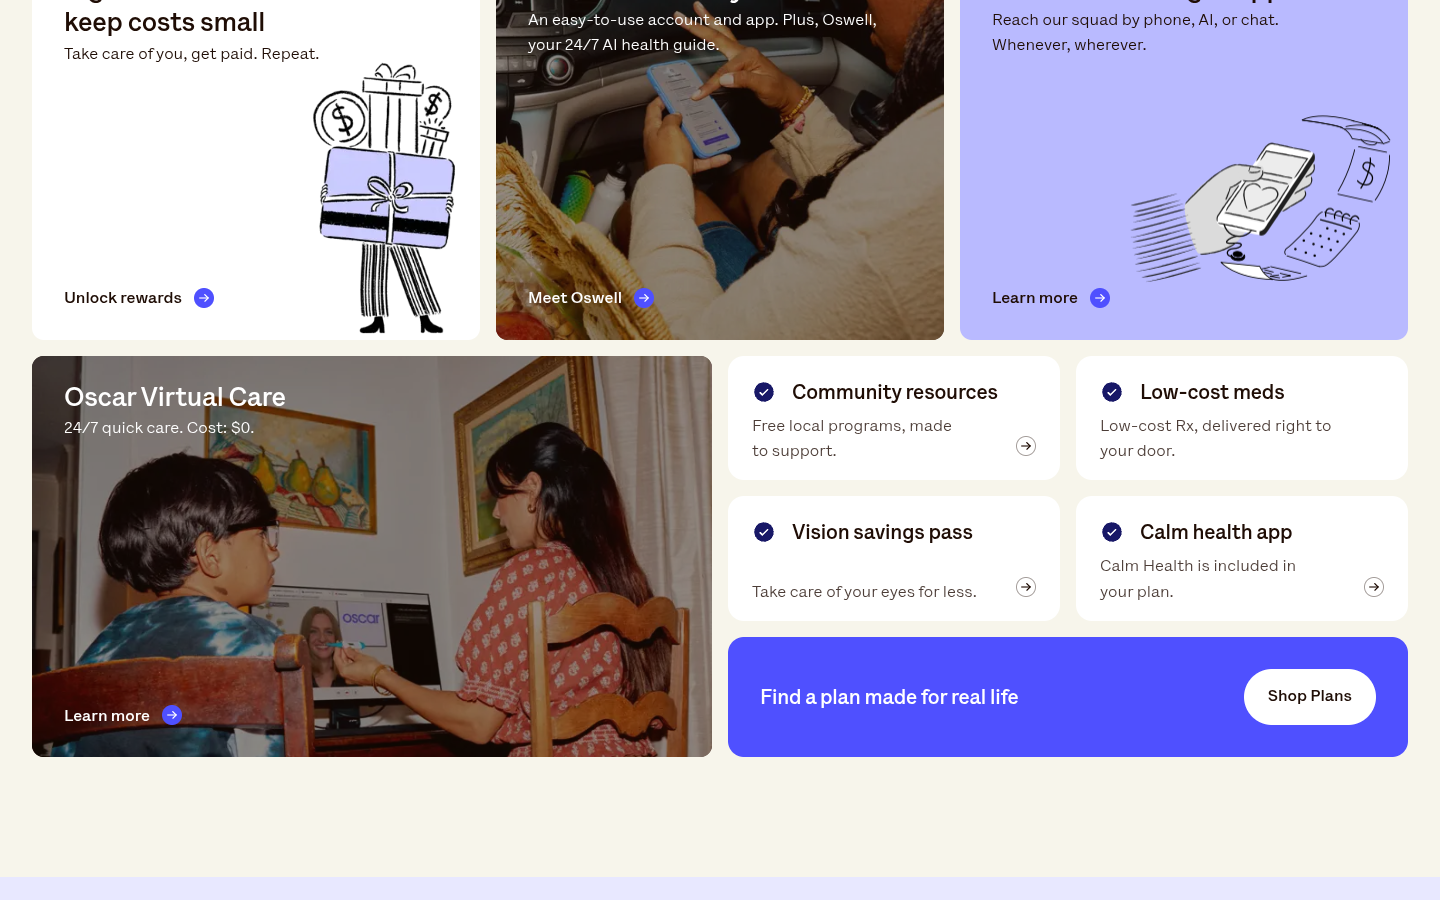 keep costs small
Take care of you, get paid. Repeat.
Unlock rewards
An easy-to-use account and app. Plus, Oswell,
your 24/7 AI health guide.
Meet Oswell
Reach our squad by phone, AI, or chat.
Whenever, wherever.
Learn more
Oscar Virtual Care
24/7 quick care. Cost: $0.
oscar
Learn more
Community resources
Free local programs, made
to support.
Low-cost meds
Low-cost Rx, delivered right to
your door.
Vision savings pass
Take care of your eyes for less.
Calm health app
Calm Health is included in
your plan.
Find a plan made for real life
Shop Plans